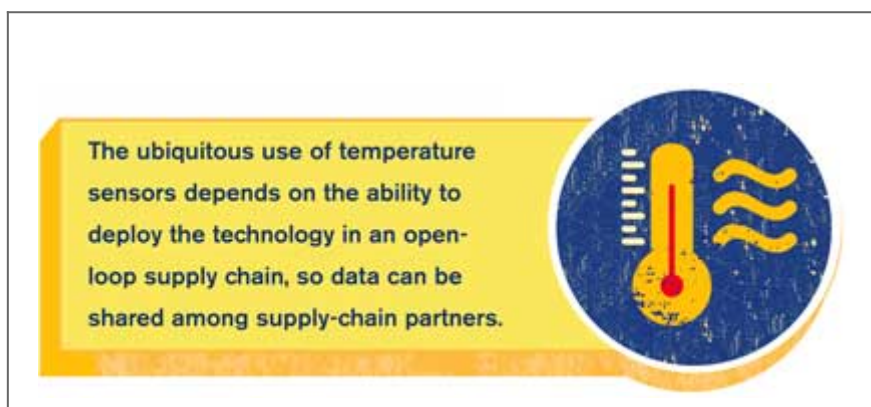 The ubiquitous use of temperature
sensors depends on the ability to
deploy the technology in an open-
loop supply chain, so data can be
shared among supply-chain partners.